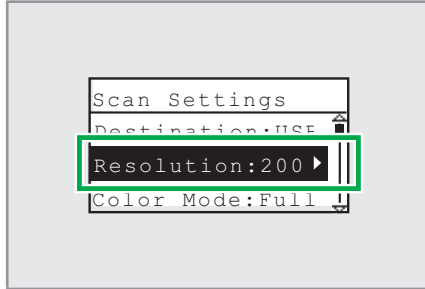 Scan Settings
Destination:USB
Resolution:200
Color Mode:Full